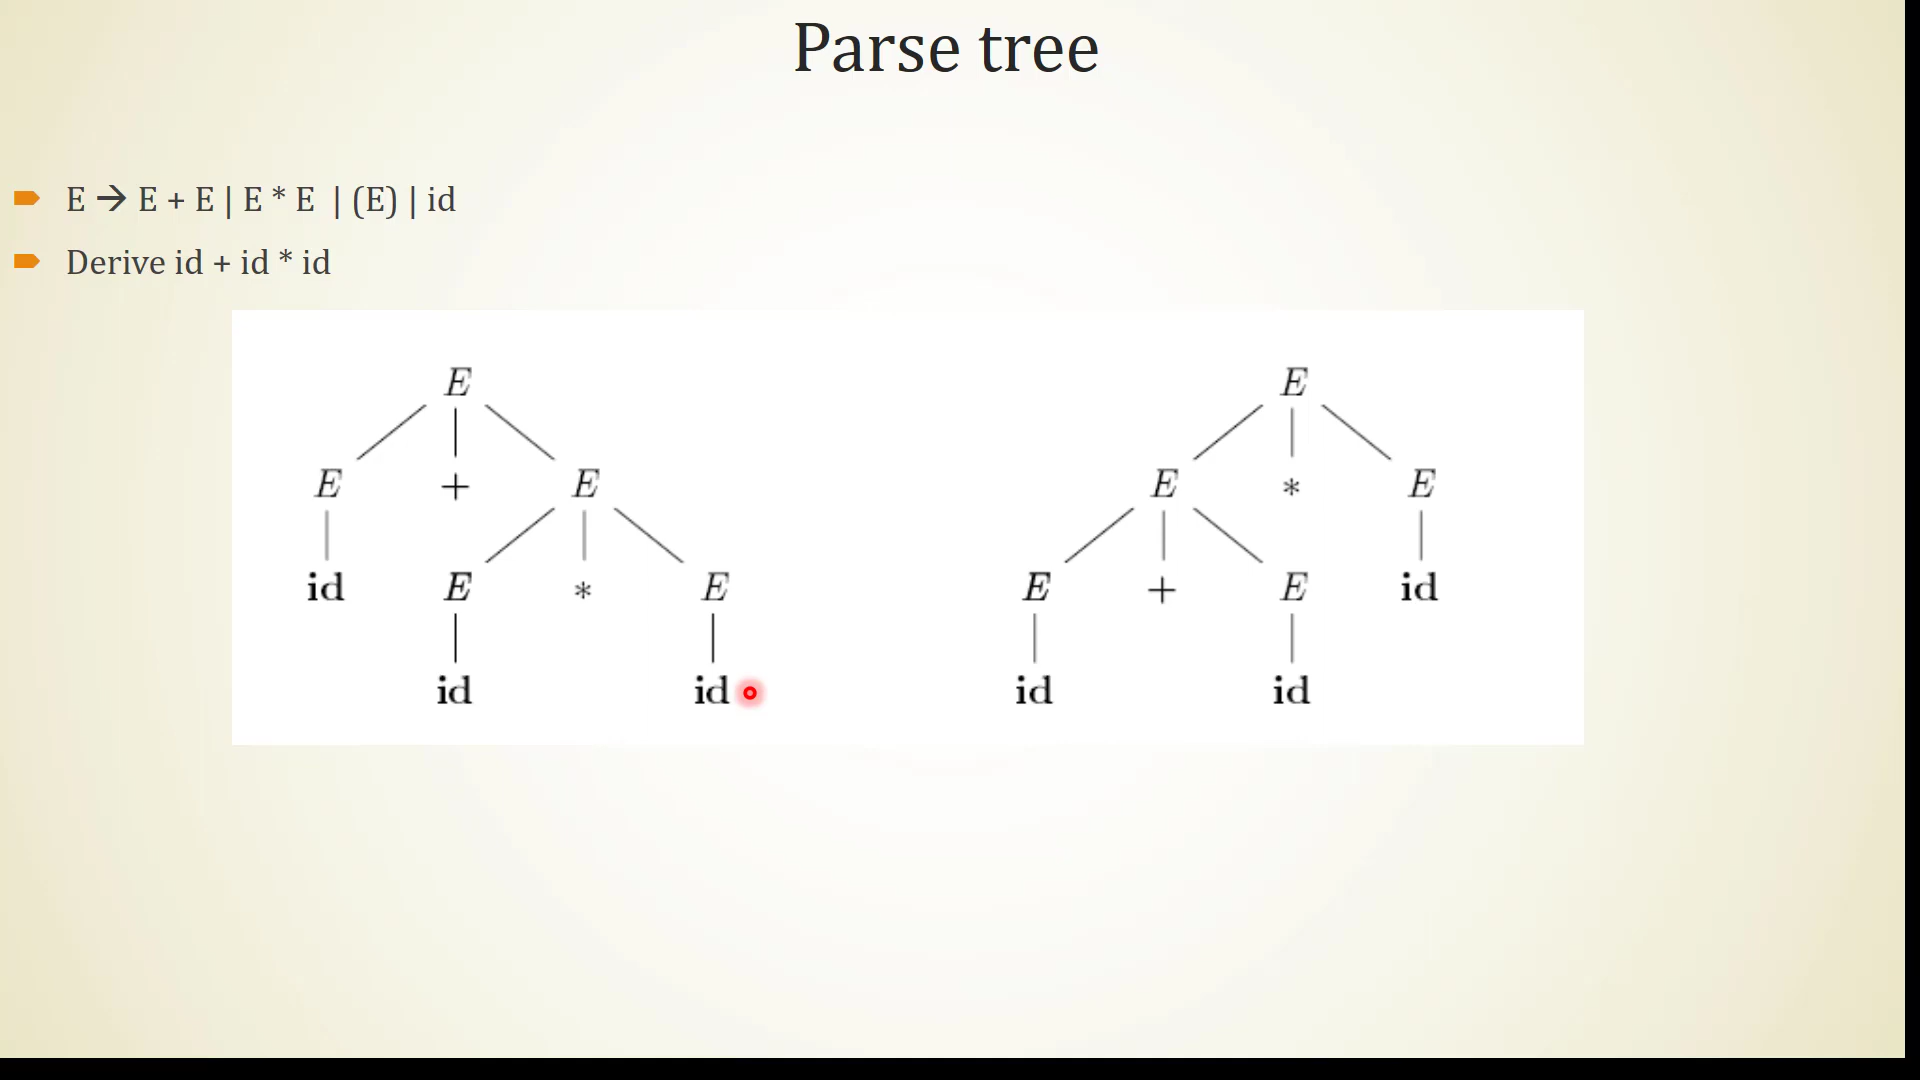 Parse tree
E → E + E | E * E | (E) | id
Derive id + id * id
E E
E + E E * E
id E * E E + E id
id id id id